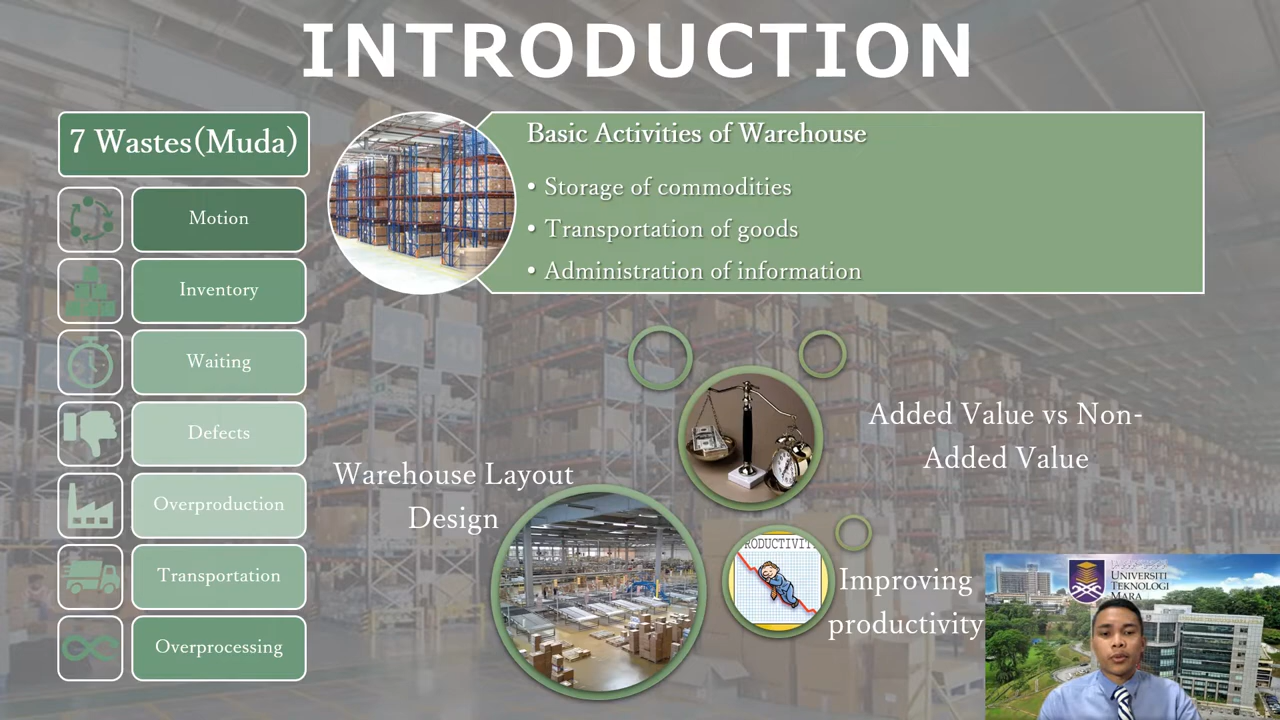 INTRODUCTION
7 Wastes(Muda)
Motion
Inventory
Waiting
Defects
Overproduction
Transportation
Overprocessing
Basic Activities of Warehouse
• Storage of commodities
• Transportation of goods
• Administration of information
Added Value vs Non-
Added Value
Warehouse Layout
Design
Improving
productivity
UNIVERSITI
TEKNOLOGI
MARA